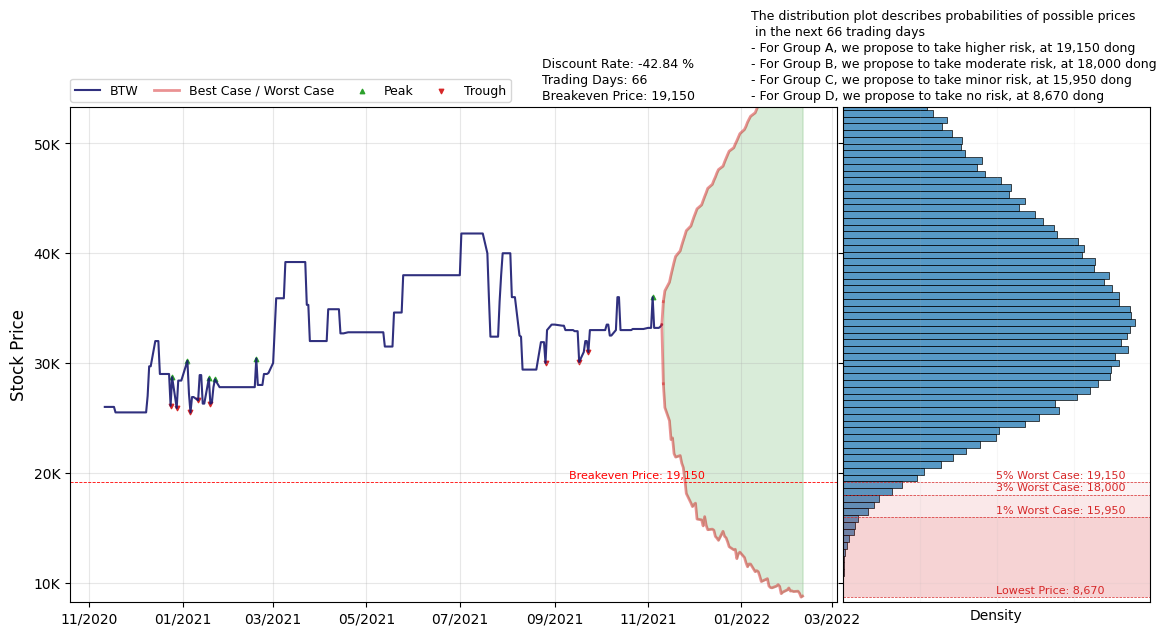 The distribution plot describes probabilities of possible prices
in the next 66 trading days
- For Group A, we propose to take higher risk, at 19,150 dong
- For Group B, we propose to take moderate risk, at 18,000 dong
- For Group C, we propose to take minor risk, at 15,950 dong
- For Group D, we propose to take no risk, at 8,670 dong
Discount Rate: -42.84 %
Trading Days: 66
Breakeven Price: 19,150
BTW
Best Case / Worst Case
Peak
Trough
Stock Price
50K
40K
30K
20K
10K
Breakeven Price: 19,150
5% Worst Case: 19,150
3% Worst Case: 18,000
1% Worst Case: 15,950
Lowest Price: 8,670
11/2020
01/2021
03/2021
05/2021
07/2021
09/2021
11/2021
01/2022
03/2022
Density